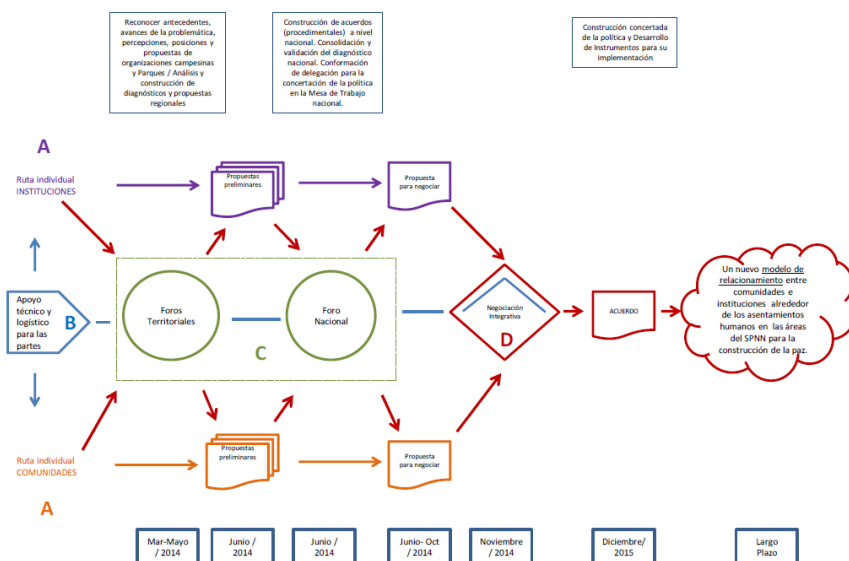 Reconocer antecedentes,
avances de la problemática,
percepciones, posiciones y
propuestas de
organizaciones campesinas
y Parques / Análisis y
construcción de
diagnósticos y propuestas
regionales
Construcción de acuerdos
(procedimentales) a nivel
nacional. Consolidación y
validación del diagnóstico
nacional. Conformación
de delegación para la
concertación de la política
en la Mesa de Trabajo
nacional.
Construcción concertada
de la política y Desarrollo
de Instrumentos para su
implementación
A
Ruta individual
INSTITUCIONES
Propuestas
preliminares
Propuesta
para negociar
Apoyo
técnico y
logístico
para las
partes
B
Foros
Territoriales
Foro
Nacional
C
Negociación
Integrativa
D
ACUERDO
Un nuevo modelo de
relacionamiento entre
comunidades e
instituciones alrededor
de los asentamientos
humanos en las áreas
del SPNN para la
construcción de la paz.
Ruta individual
COMUNIDADES
Propuestas
preliminares
Propuesta
para negociar
A
Mar-Mayo
/ 2014
Junio /
2014
Junio /
2014
Junio- Oct
/ 2014
Noviembre
/ 2014
Diciembre/
2015
Largo
Plazo